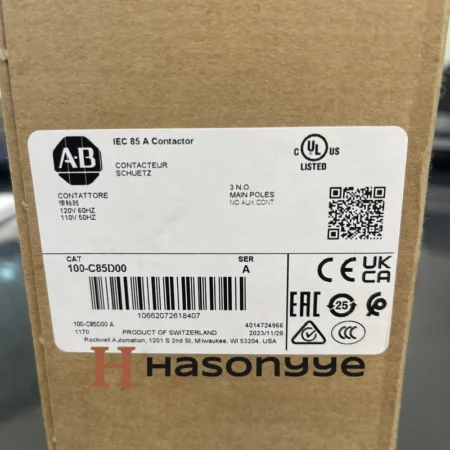 A-B
IEC 85 A Contactor
CONTACTEUR
SCHUETZ
CONTATTORE
接触器
120V 60HZ
110V 50HZ
3 N.O.
MAIN POLES
NO AUX CONT
C UL US
LISTED
CAT
100-C85D00
SER
A
10662072618407
100-C85D00 A
1170
PRODUCT OF SWITZERLAND
4014724966
2023/11/28
Rockwell Automation, 1201 S 2nd St, Milwaukee, WI 53204, USA
CE UK CA
EAC 25
CCC
H Hasonyye